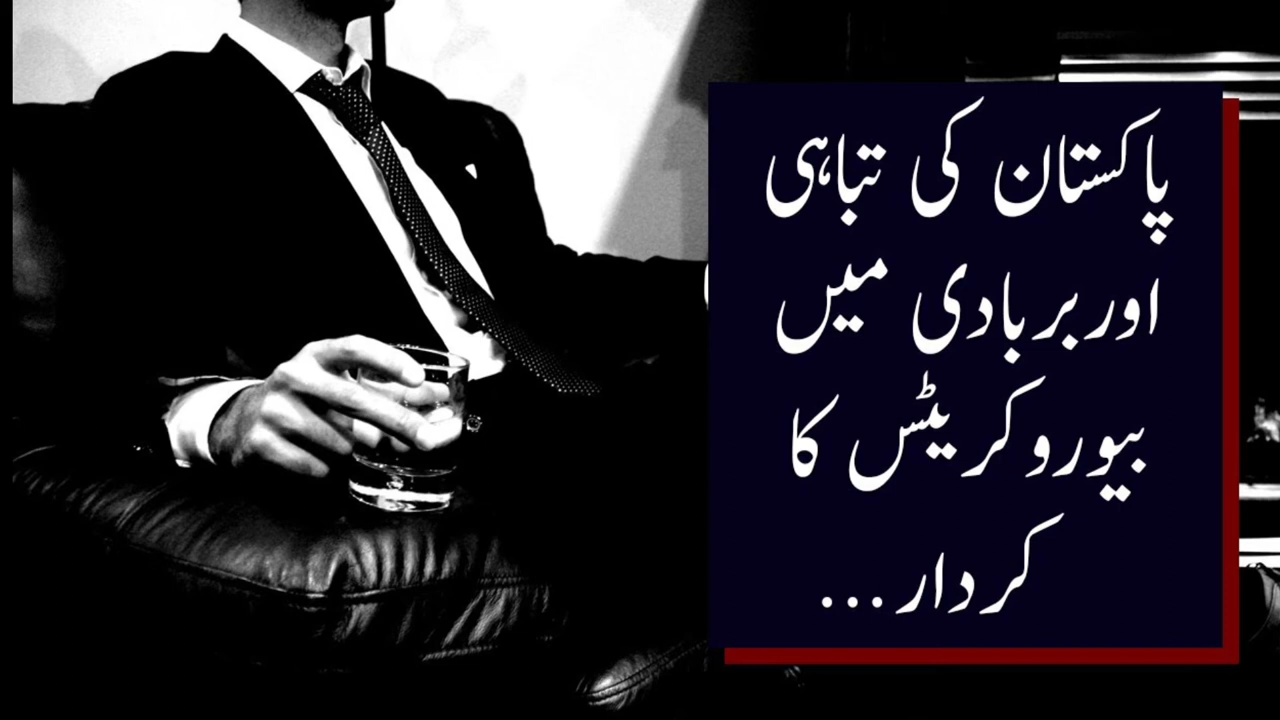 پاکستان کی تباہی
اور بربادی میں
بیوروکریٹس کا
کردار...